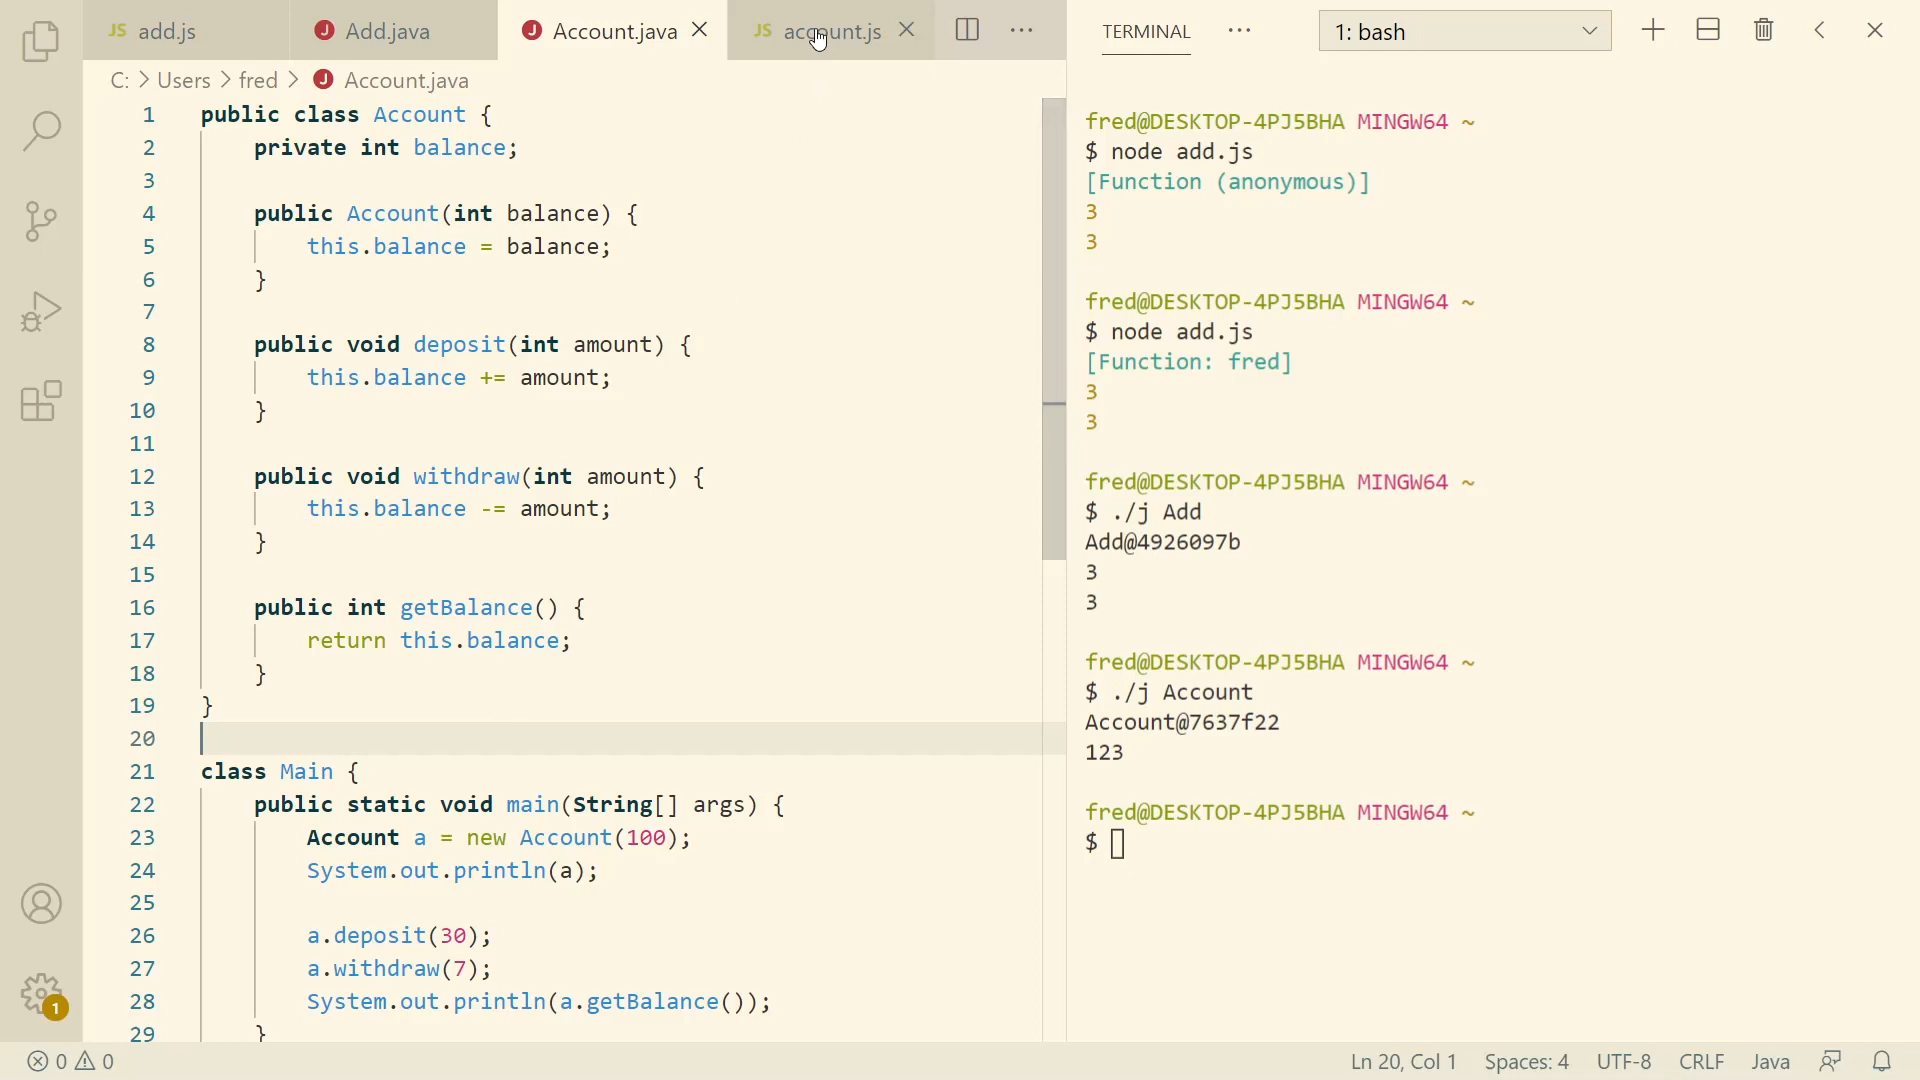 JS add.js
J Add.java
J Account.java
JS account.js
C: > Users > fred > J Account.java
1 public class Account {
2 private int balance;
3
4 public Account(int balance) {
5 this.balance = balance;
6 }
7
8 public void deposit(int amount) {
9 this.balance += amount;
10 }
11
12 public void withdraw(int amount) {
13 this.balance -= amount;
14 }
15
16 public int getBalance() {
17 return this.balance;
18 }
19 }
20
21 class Main {
22 public static void main(String[] args) {
23 Account a = new Account(100);
24 System.out.println(a);
25
26 a.deposit(30);
27 a.withdraw(7);
28 System.out.println(a.getBalance());
29 }
TERMINAL
1: bash
fred@DESKTOP-4PJ5BHA MINGW64 ~
$ node add.js
[Function (anonymous)]
3
3
fred@DESKTOP-4PJ5BHA MINGW64 ~
$ node add.js
[Function: fred]
3
3
fred@DESKTOP-4PJ5BHA MINGW64 ~
$ ./j Add
Add@4926097b
3
3
fred@DESKTOP-4PJ5BHA MINGW64 ~
$ ./j Account
Account@7637f22
123
fred@DESKTOP-4PJ5BHA MINGW64 ~
$
1
0 0
Ln 20, Col 1 Spaces: 4 UTF-8 CRLF Java